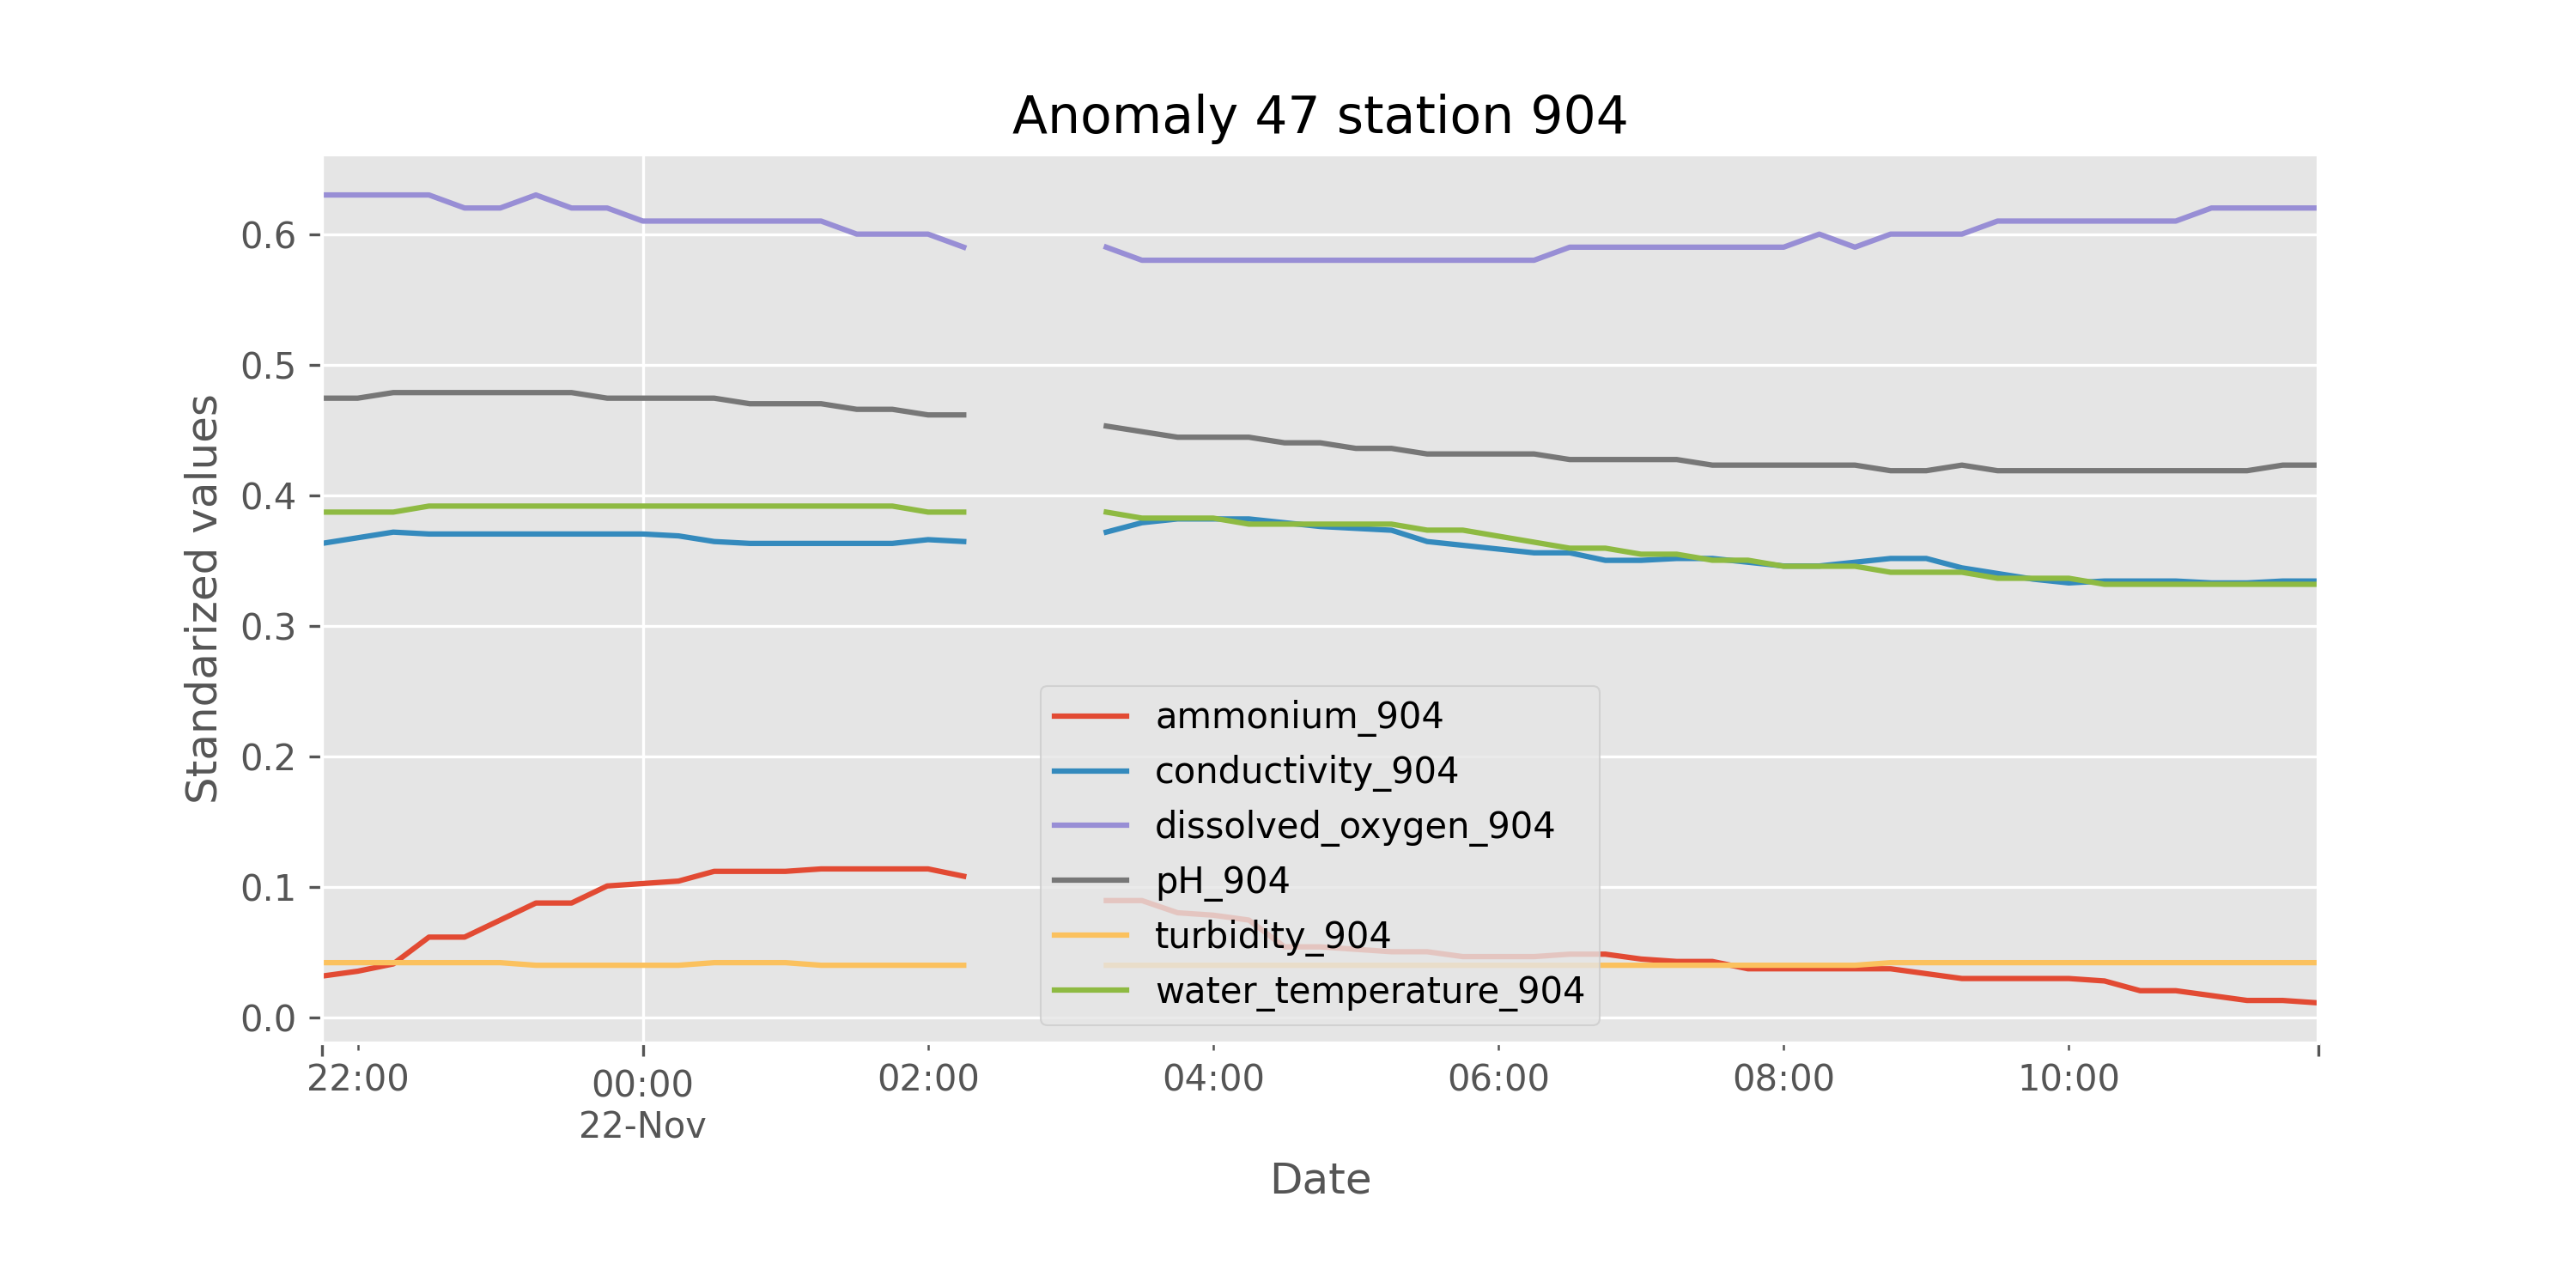 Anomaly 47 station 904
Standarized values
0.6
0.5
0.4
0.3
0.2
0.1
0.0
ammonium_904
conductivity_904
dissolved_oxygen_904
pH_904
turbidity_904
water_temperature_904
22:00 00:00 02:00 04:00 06:00 08:00 10:00
22-Nov
Date